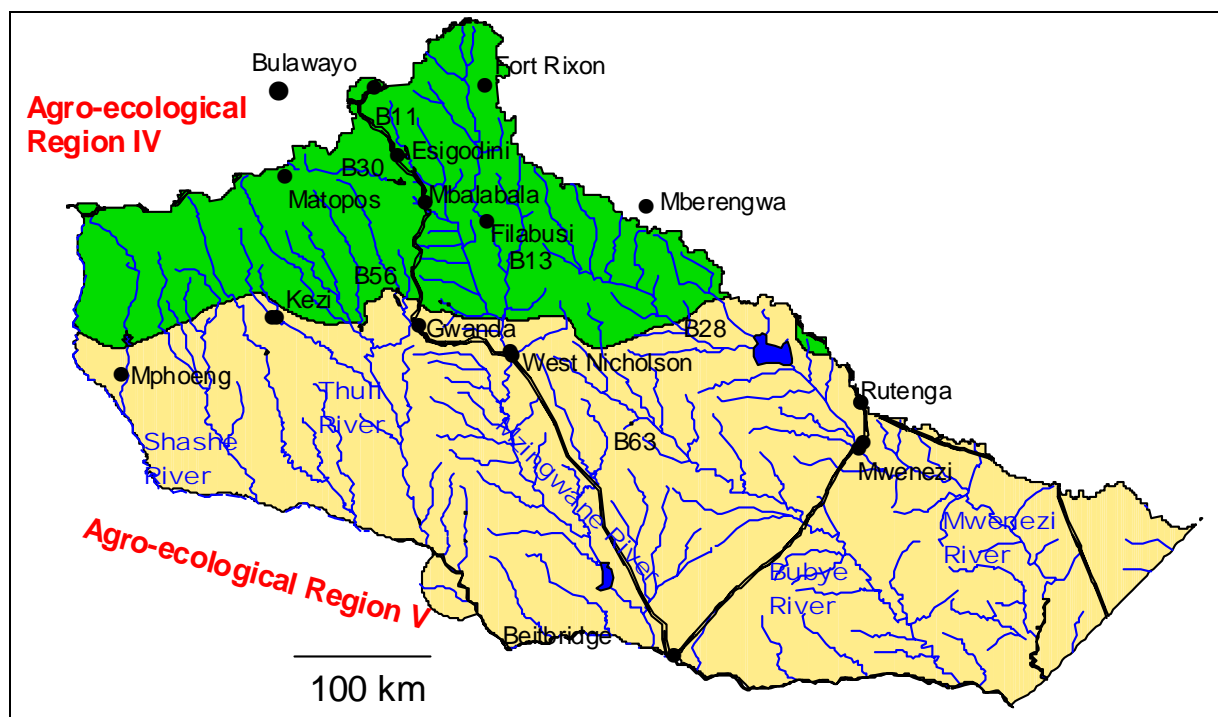 Bulawayo
Fort Rixon
Agro-ecological
Region IV
B11
Esigodini
B30
Matopos
Mbalabala
Mberengwa
Filabusi
B13
B56
Kezi
Gwanda
B28
West Nicholson
Mphoeng
Thuli
River
Rutenga
Shashe
River
B63
Mzingwane River
Mwenezi
Mwenezi
River
Agro-ecological Region V
Bubye
River
Beitbridge
100 km